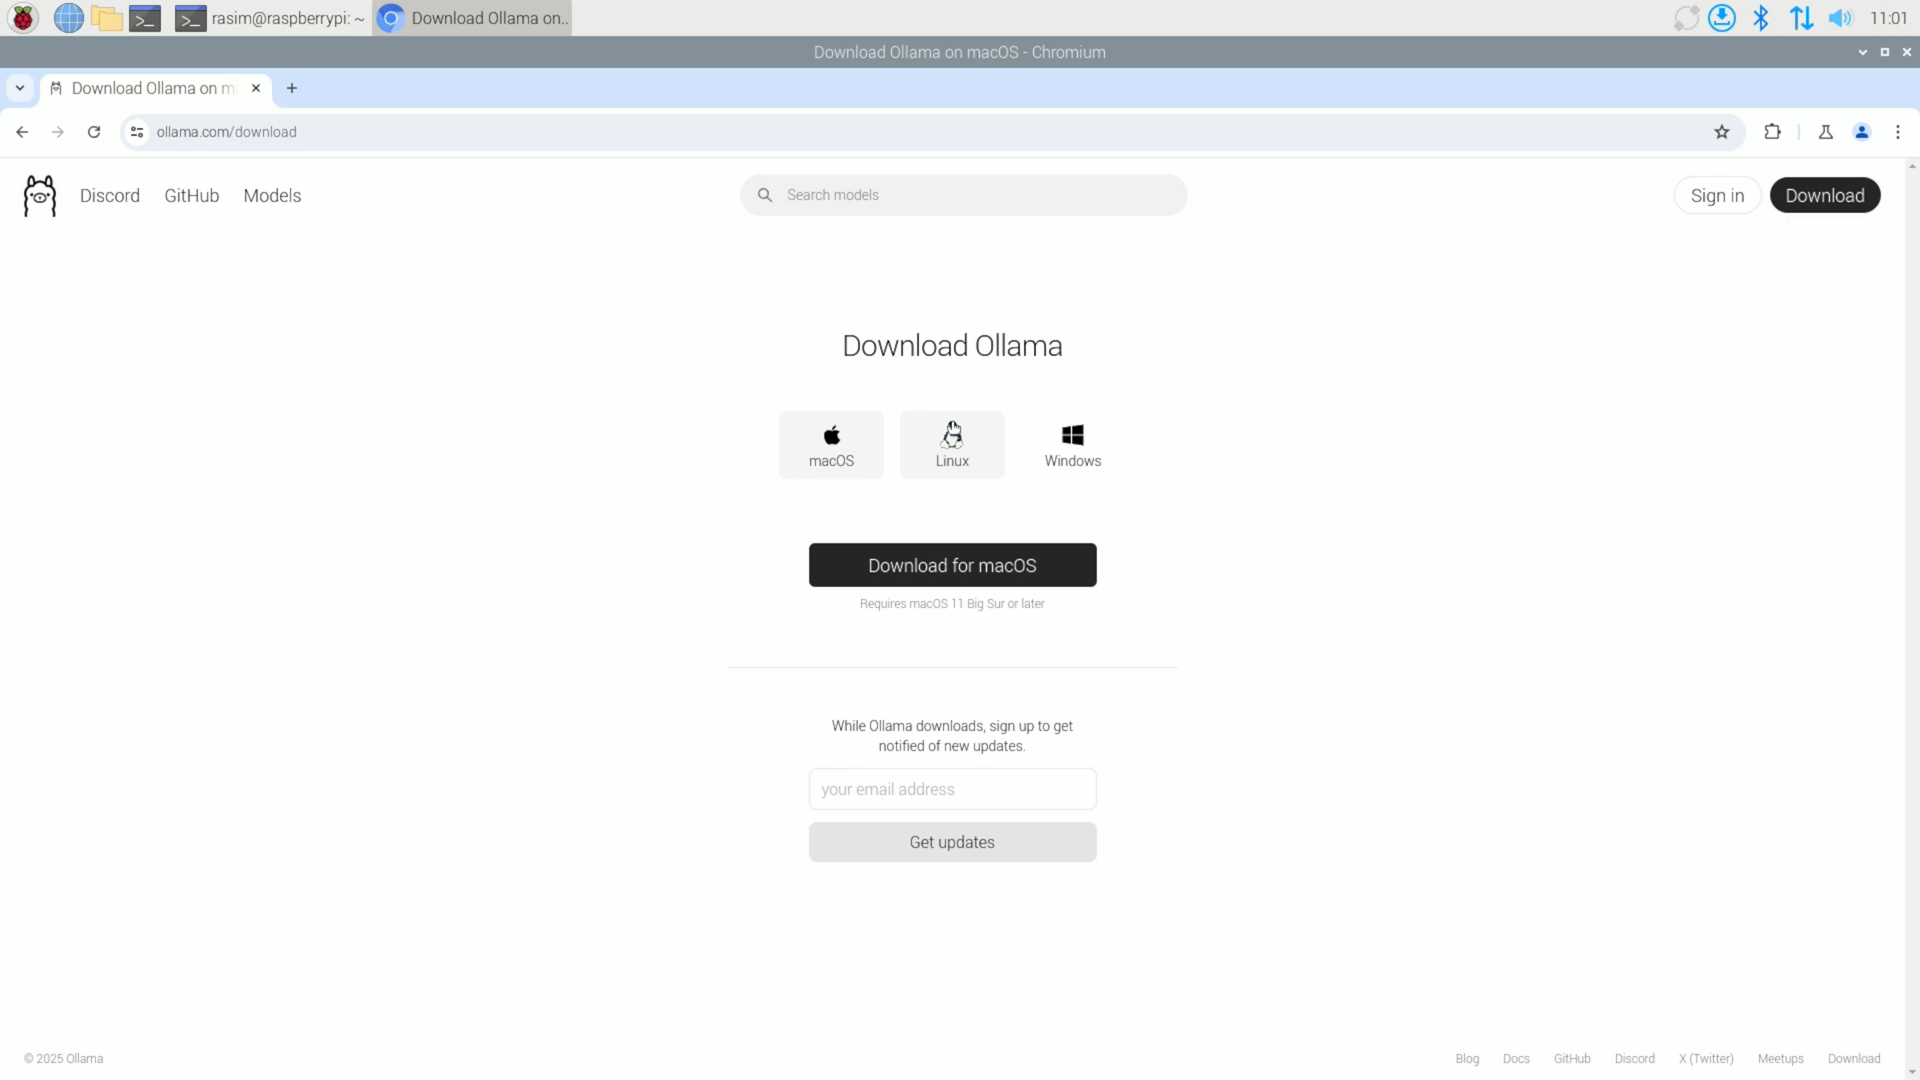 rasim@raspberrypi: ~
Download Ollama on..
11:01
Download Ollama on macOS - Chromium
Download Ollama on m
ollama.com/download
Discord
GitHub
Models
Search models
Sign in
Download
Download Ollama
macOS
Linux
Windows
Download for macOS
Requires macOS 11 Big Sur or later
While Ollama downloads, sign up to get
notified of new updates.
your email address
Get updates
© 2025 Ollama
Blog
Docs
GitHub
Discord
X (Twitter)
Meetups
Download